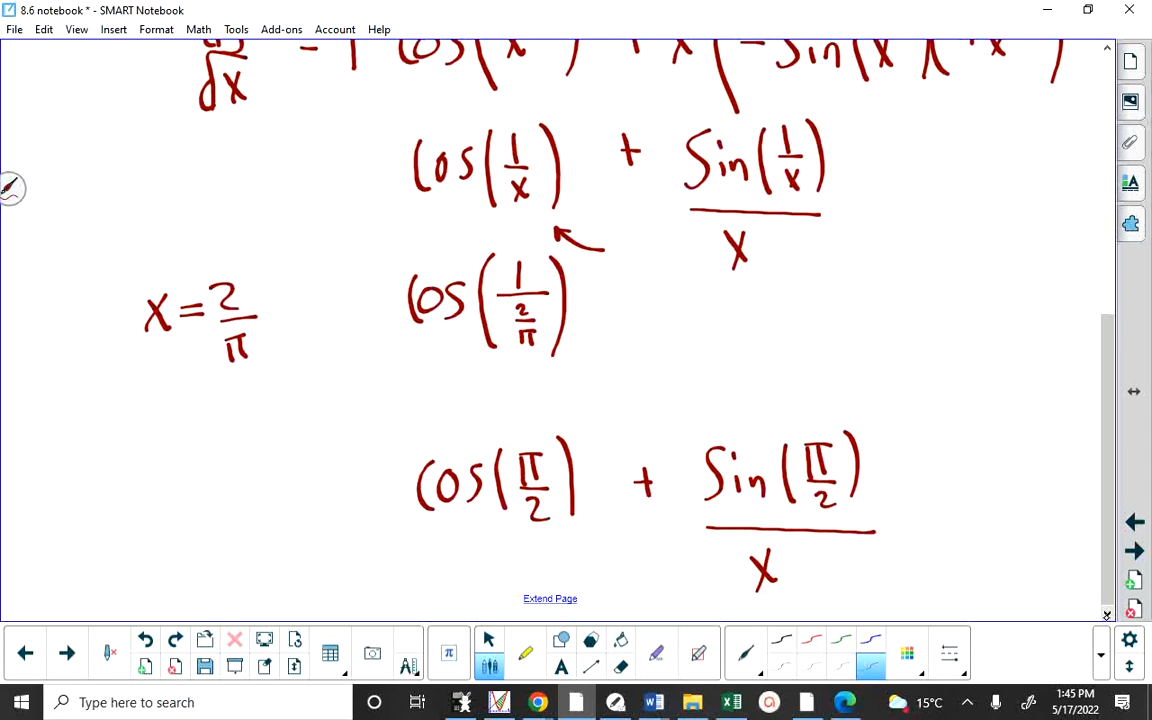 8.6 notebook * - SMART Notebook
File Edit View Insert Format Math Tools Add-ons Account Help
dx
cos(1/x) + sin(1/x)/x
x = 2/π cos(1/(2/π))
cos(π/2) + sin(π/2)/x
Extend Page
π
A
Type here to search
15°C
1:45 PM
5/17/2022